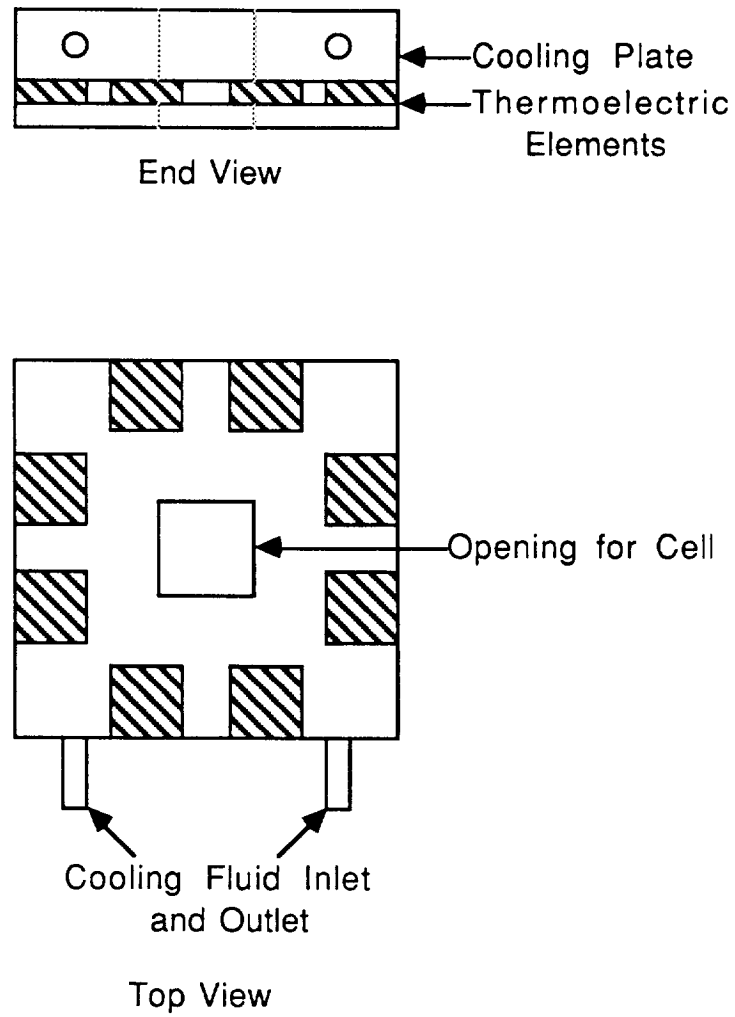 Cooling Plate
Thermoelectric
Elements
End View
Opening for Cell
Cooling Fluid Inlet
and Outlet
Top View